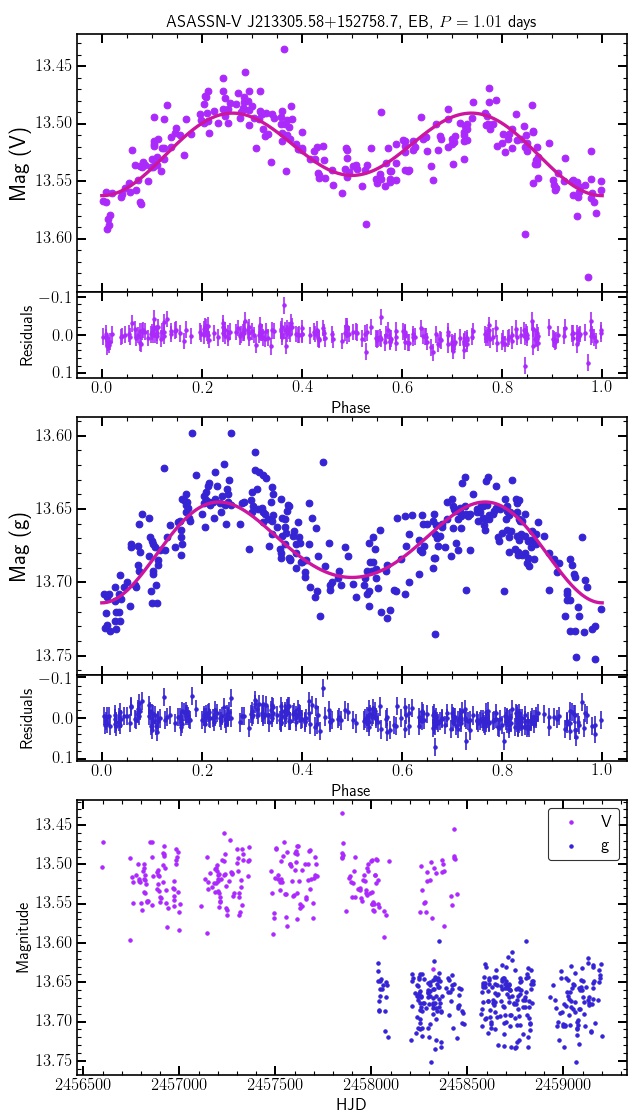 ASASSN-V J213305.58+152758.7, EB, P = 1.01 days
13.45
13.50
13.55
13.60
Mag (V)
−0.1
0.0
0.1
Residuals
0.0 0.2 0.4 0.6 0.8 1.0
Phase
13.60
13.65
13.70
13.75
Mag (g)
−0.1
0.0
0.1
Residuals
0.0 0.2 0.4 0.6 0.8 1.0
Phase
13.45
13.50
13.55
13.60
13.65
13.70
13.75
Magnitude
V
g
2456500 2457000 2457500 2458000 2458500 2459000
HJD